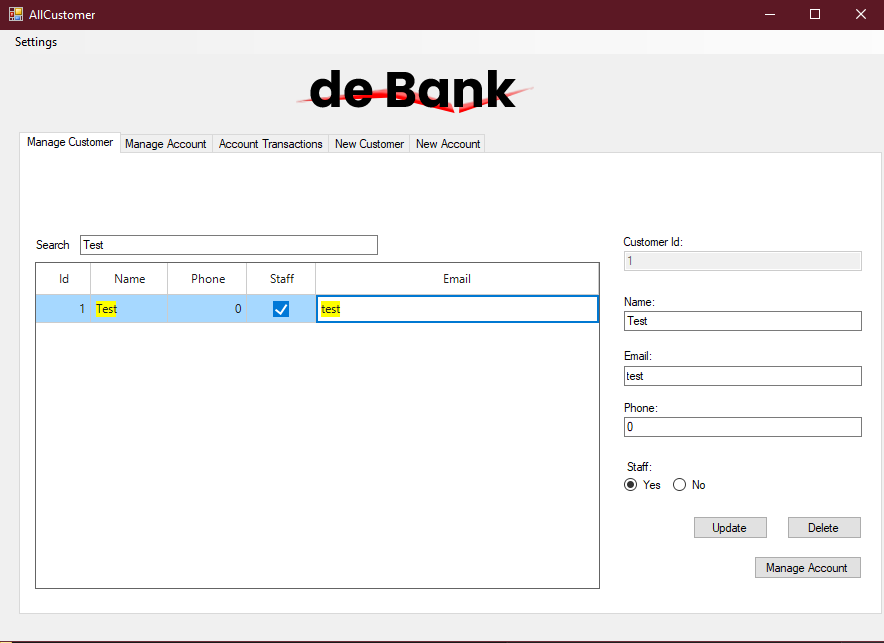 AllCustomer
Settings
de Bank
Manage Customer Manage Account Account Transactions New Customer New Account
Search Test
Id Name Phone Staff Email
1 Test 0 test
Customer Id:
1
Name:
Test
Email:
test
Phone:
0
Staff:
Yes No
Update Delete
Manage Account